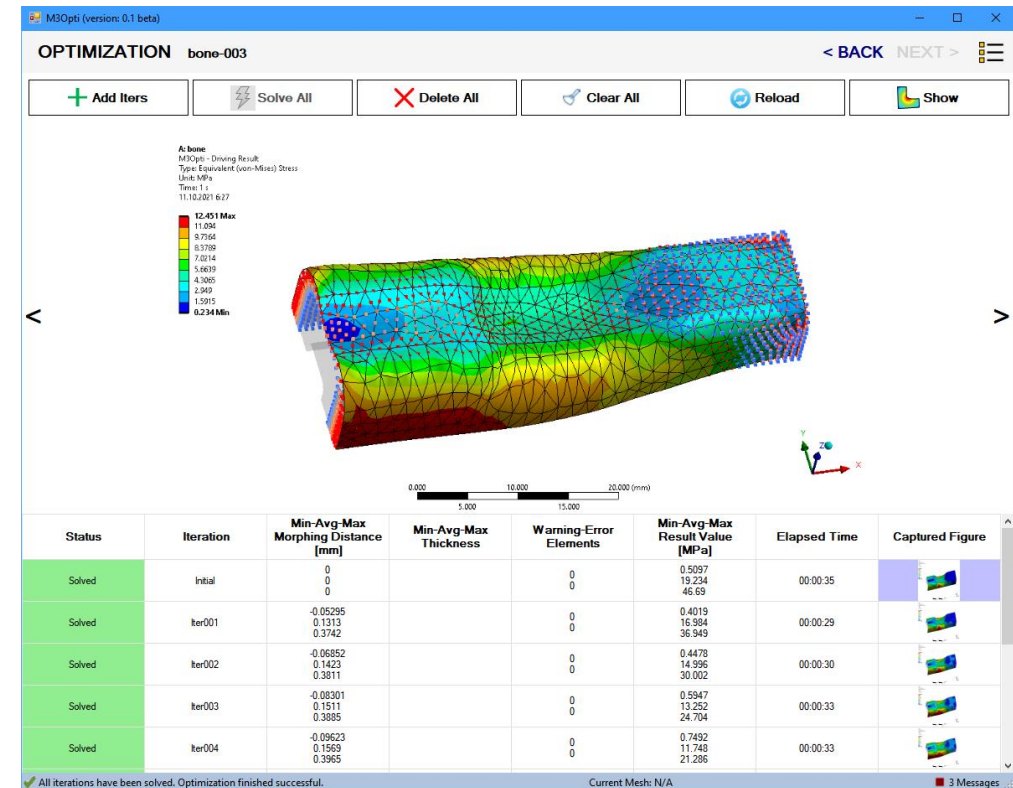 M3Opti (version: 0.1 beta)
OPTIMIZATION bone-003 < BACK NEXT >
Add Iters Solve All Delete All Clear All Reload Show
A: bone
M3Opti - Driving Result
Type: Equivalent (von-Mises) Stress
Unit: MPa
Time: 1 s
11.10.2021 6:27
12.451 Max
11.094
9.7364
8.3789
7.0214
5.6639
4.3065
2.949
1.5915
0.234 Min
<
>
Y
Z
X
0.000 10.000 20.000 (mm)
5.000 15.000
Status Iteration Min-Avg-Max Morphing Distance [mm] Min-Avg-Max Thickness Warning-Error Elements Min-Avg-Max Result Value [MPa] Elapsed Time Captured Figure
Solved Initial 0 0 0 0 0 0.5097 19.234 46.69 00:00:35
Solved Iter001 -0.05295 0.1313 0.3742 0 0 0.4019 16.984 36.949 00:00:29
Solved Iter002 -0.06852 0.1423 0.3811 0 0 0.4478 14.996 30.002 00:00:30
Solved Iter003 -0.08301 0.1511 0.3885 0 0 0.5947 13.252 24.704 00:00:33
Solved Iter004 -0.09623 0.1569 0.3965 0 0 0.7492 11.748 21.286 00:00:33
All iterations have been solved. Optimization finished successful. Current Mesh: N/A 3 Messages